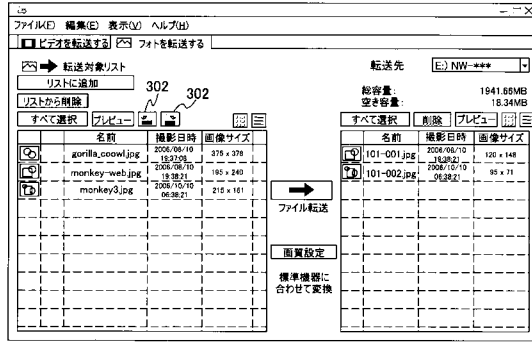 ファイル(F) 編集(E) 表示(V) ヘルプ(H)
ビデオを転送する フォトを転送する
転送対象リスト
転送先 E:) NW-***
リストに追加
302 302
リストから削除
総容量: 1941.66MB
空き容量: 18.34MB
すべて選択 プレビュー
すべて選択 削除 プレビュー
名前 撮影日時 画像サイズ
gorilla_coowl.jpg 2006/08/10 19:37:08 375 x 378
monkey-web.jpg 2006/08/10 19:38:21 195 x 240
monkey3.jpg 2006/10/10 06:38:21 215 x 161
ファイル転送
画質設定
標準機器に
合わせて変換
名前 撮影日時 画像サイズ
101-001.jpg 2006/08/10 19:38:21 120 x 148
101-002.jpg 2006/10/10 06:38:21 95 x 71